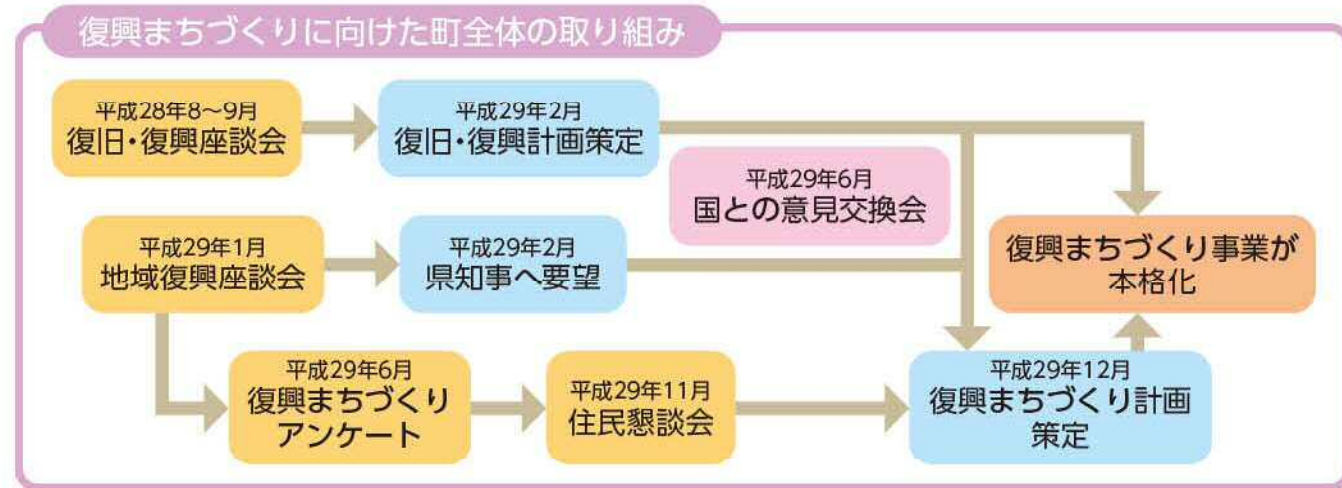 復興まちづくりに向けた町全体の取り組み
平成28年8～9月
復旧・復興座談会
平成29年2月
復旧・復興計画策定
平成29年6月
国との意見交換会
平成29年1月
地域復興座談会
平成29年2月
県知事へ要望
復興まちづくり事業が
本格化
平成29年6月
復興まちづくり
アンケート
平成29年11月
住民懇談会
平成29年12月
復興まちづくり計画
策定